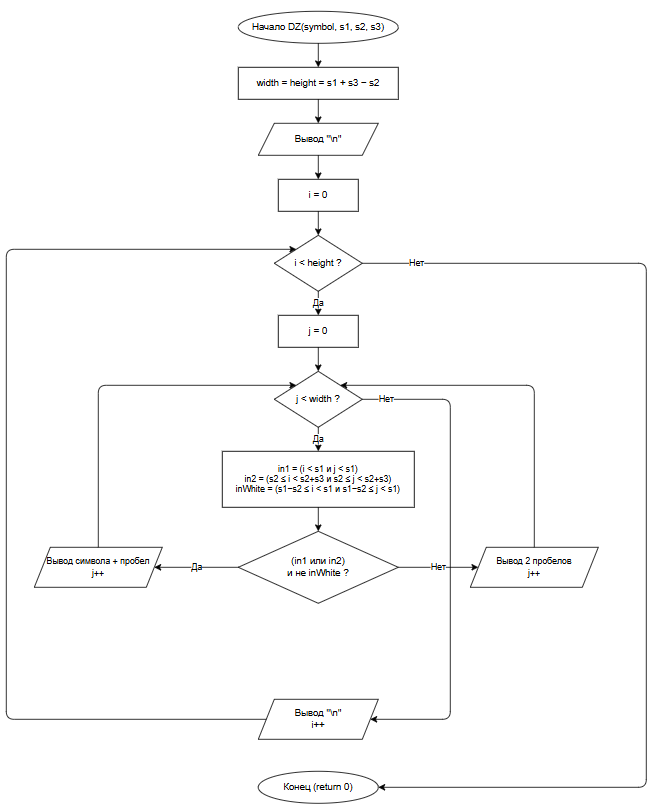 Начало DZ(symbol, s1, s2, s3)
width = height = s1 + s3 − s2
Вывод "\n"
i = 0
i < height ?
Нет
Да
j = 0
j < width ?
Нет
Да
in1 = (i < s1 и j < s1)
in2 = (s2 ≤ i < s2+s3 и s2 ≤ j < s2+s3)
inWhite = (s1−s2 ≤ i < s1 и s1−s2 ≤ j < s1)
Вывод символа + пробел
j++
Да
(in1 или in2)
и не inWhite ?
Нет
Вывод 2 пробелов
j++
Вывод "\n"
i++
Конец (return 0)